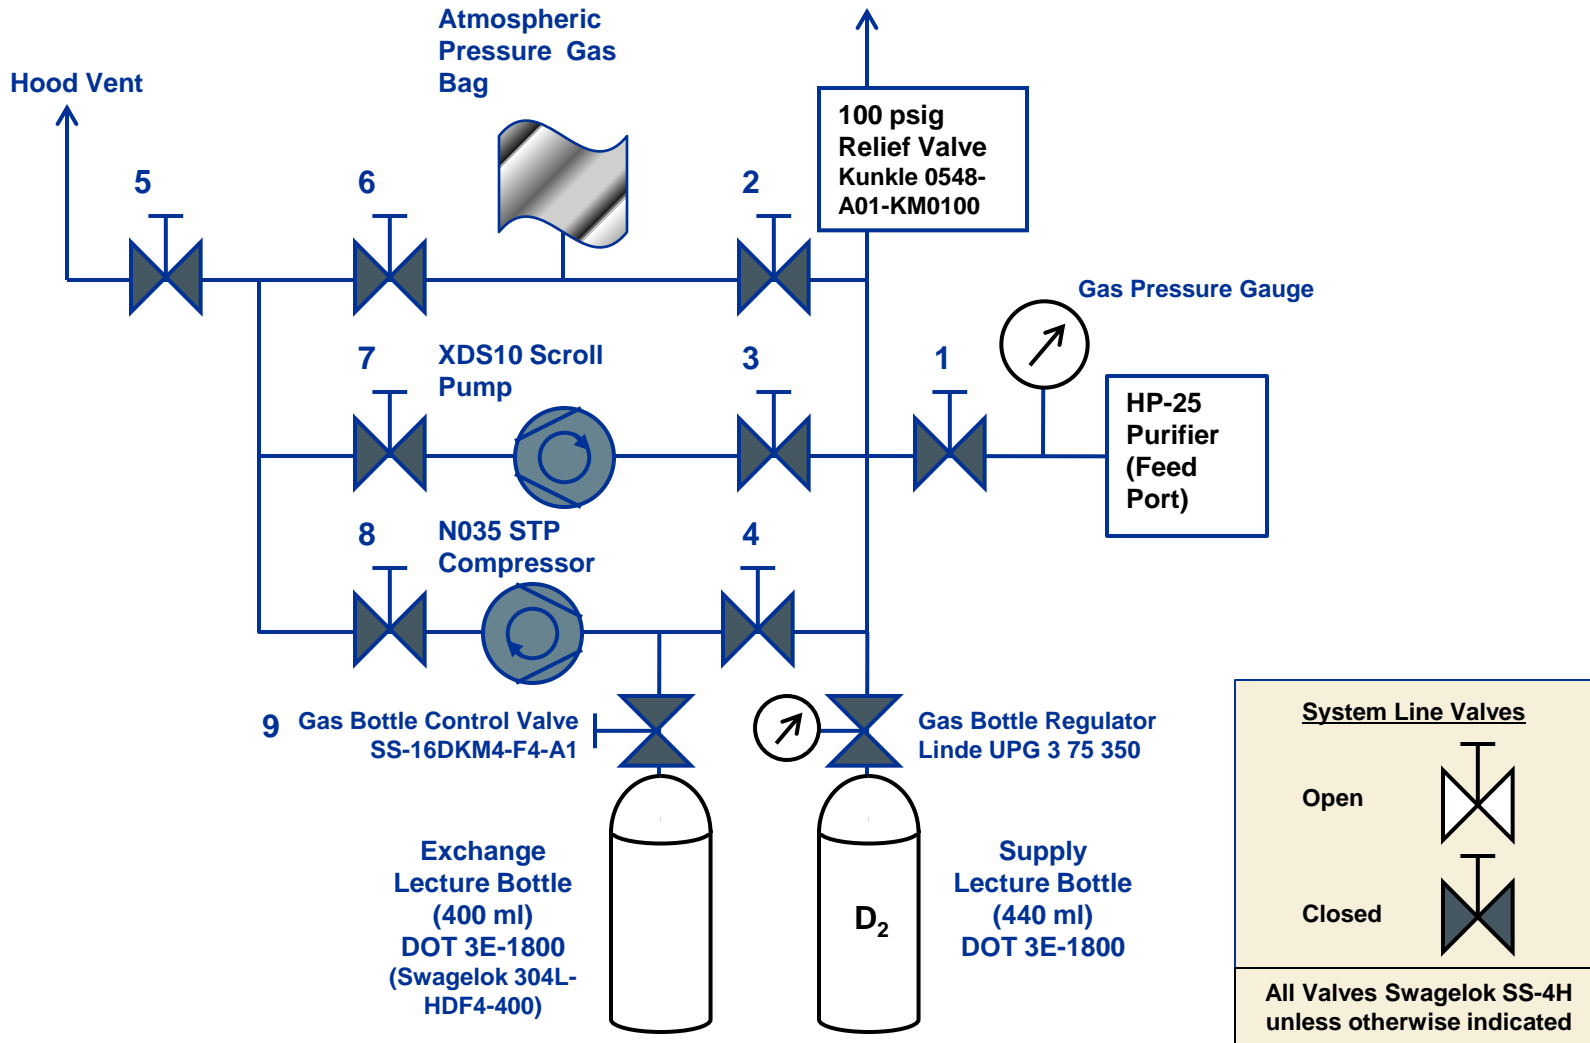 Atmospheric
Pressure Gas
Bag
Hood Vent
100 psig
Relief Valve
Kunkle 0548-
A01-KM0100
5
6
2
Gas Pressure Gauge
7
XDS10 Scroll
Pump
3
1
HP-25
Purifier
(Feed
Port)
8
N035 STP
Compressor
4
9
Gas Bottle Control Valve
SS-16DKM4-F4-A1
Gas Bottle Regulator
Linde UPG 3 75 350
Exchange
Lecture Bottle
(400 ml)
DOT 3E-1800
(Swagelok 304L-
HDF4-400)
D₂
Supply
Lecture Bottle
(440 ml)
DOT 3E-1800
System Line Valves
Open
Closed
All Valves Swagelok SS-4H
unless otherwise indicated